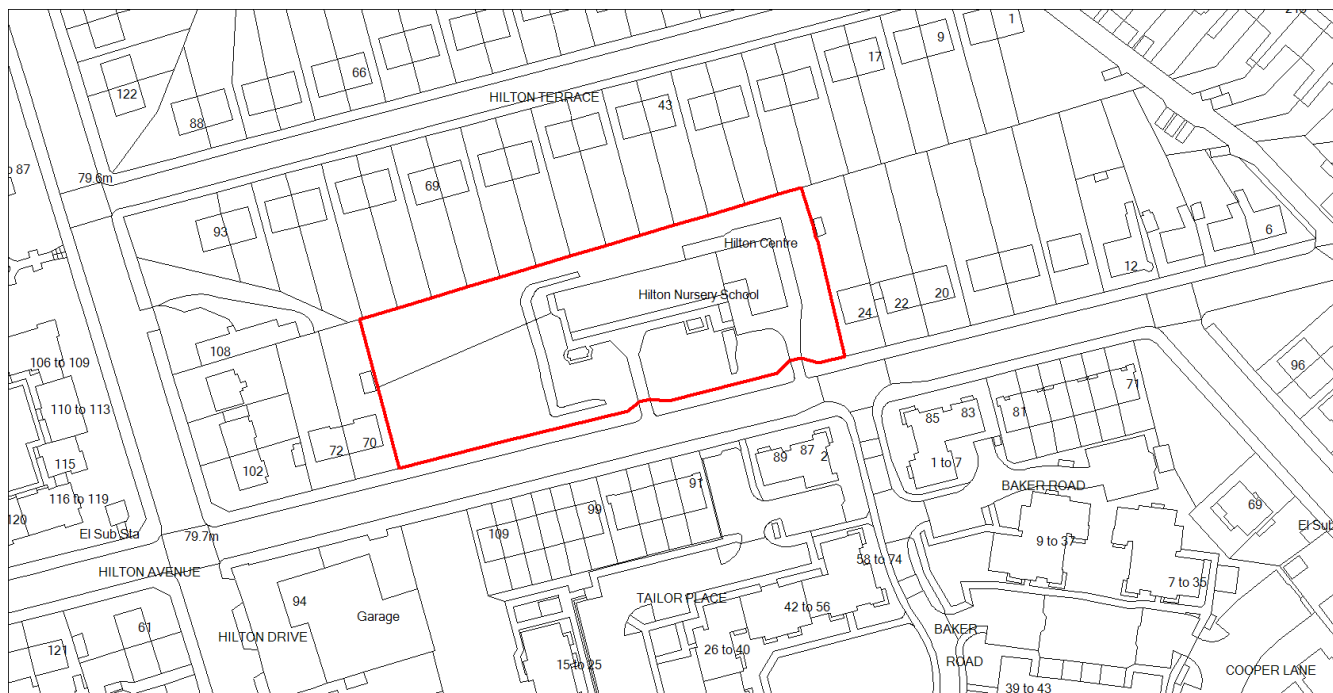 1
9
17
66
122
88
HILTON TERRACE
43
o 87
79.6m
69
93
6
Hilton Centre
12
Hilton Nursery School
20
22
24
108
106 to 109
96
110 to 113
71
85
83
81
72
70
89
87
2
115
102
1 to 7
116 to 119
91
BAKER ROAD
99
69
120
El Sub Sta
79.7m
109
El Sub
9 to 37
58 to 74
HILTON AVENUE
7 to 35
94
TAILOR PLACE
42 to 56
Garage
61
HILTON DRIVE
BAKER
121
26 to 40
15 to 25
ROAD
COOPER LANE
39 to 43